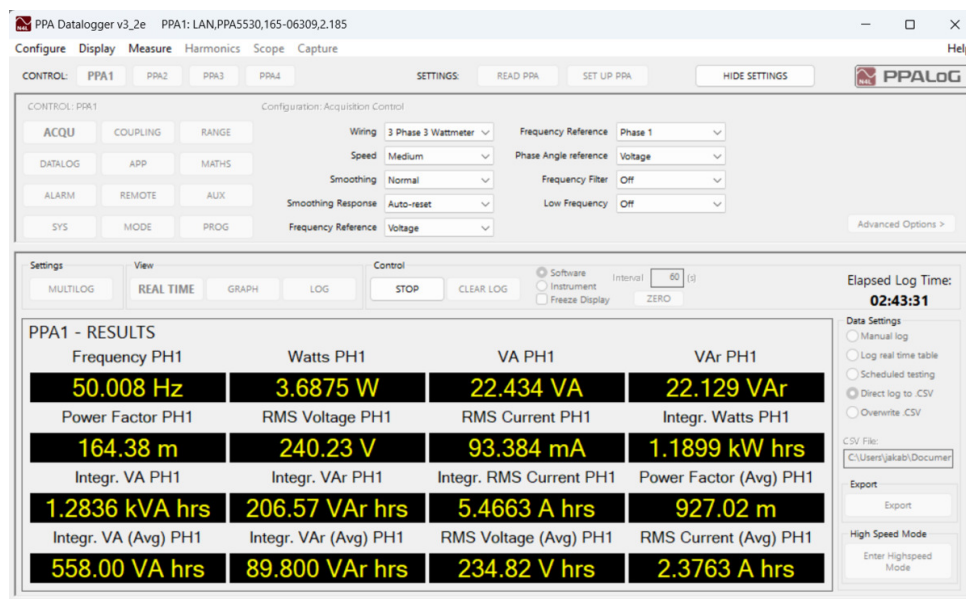 PPA Datalogger v3_2e PPA1: LAN,PPA5530,165-06309,2.185
Configure Display Measure Harmonics Scope Capture Hel
CONTROL: PPA1 PPA2 PPA3 PPA4 SETTINGS: READ PPA SET UP PPA HIDE SETTINGS N4L PPALoG
CONTROL: PPA1 Configuration: Acquisition Control
ACQU COUPLING RANGE Wiring 3 Phase 3 Wattmeter Frequency Reference Phase 1
DATALOG APP MATHS Speed Medium Phase Angle reference Voltage
Smoothing Normal Frequency Filter Off
ALARM REMOTE AUX Smoothing Response Auto-reset Low Frequency Off
SYS MODE PROG Frequency Reference Voltage Advanced Options >
Settings View Control
MULTILOG REAL TIME GRAPH LOG STOP CLEAR LOG
Software Interval 60 (s)
Instrument
Freeze Display ZERO
Elapsed Log Time:
02:43:31
PPA1 - RESULTS
Frequency PH1 Watts PH1 VA PH1 VAr PH1
50.008 Hz 3.6875 W 22.434 VA 22.129 VAr
Power Factor PH1 RMS Voltage PH1 RMS Current PH1 Integr. Watts PH1
164.38 m 240.23 V 93.384 mA 1.1899 kW hrs
Integr. VA PH1 Integr. VAr PH1 Integr. RMS Current PH1 Power Factor (Avg) PH1
1.2836 kVA hrs 206.57 VAr hrs 5.4663 A hrs 927.02 m
Integr. VA (Avg) PH1 Integr. VAr (Avg) PH1 RMS Voltage (Avg) PH1 RMS Current (Avg) PH1
558.00 VA hrs 89.800 VAr hrs 234.82 V hrs 2.3763 A hrs
Data Settings
Manual log
Log real time table
Scheduled testing
Direct log to .CSV
Overwrite .CSV
CSV File:
C:\Users\jakab\Documer
Export
Export
High Speed Mode
Enter Highspeed
Mode